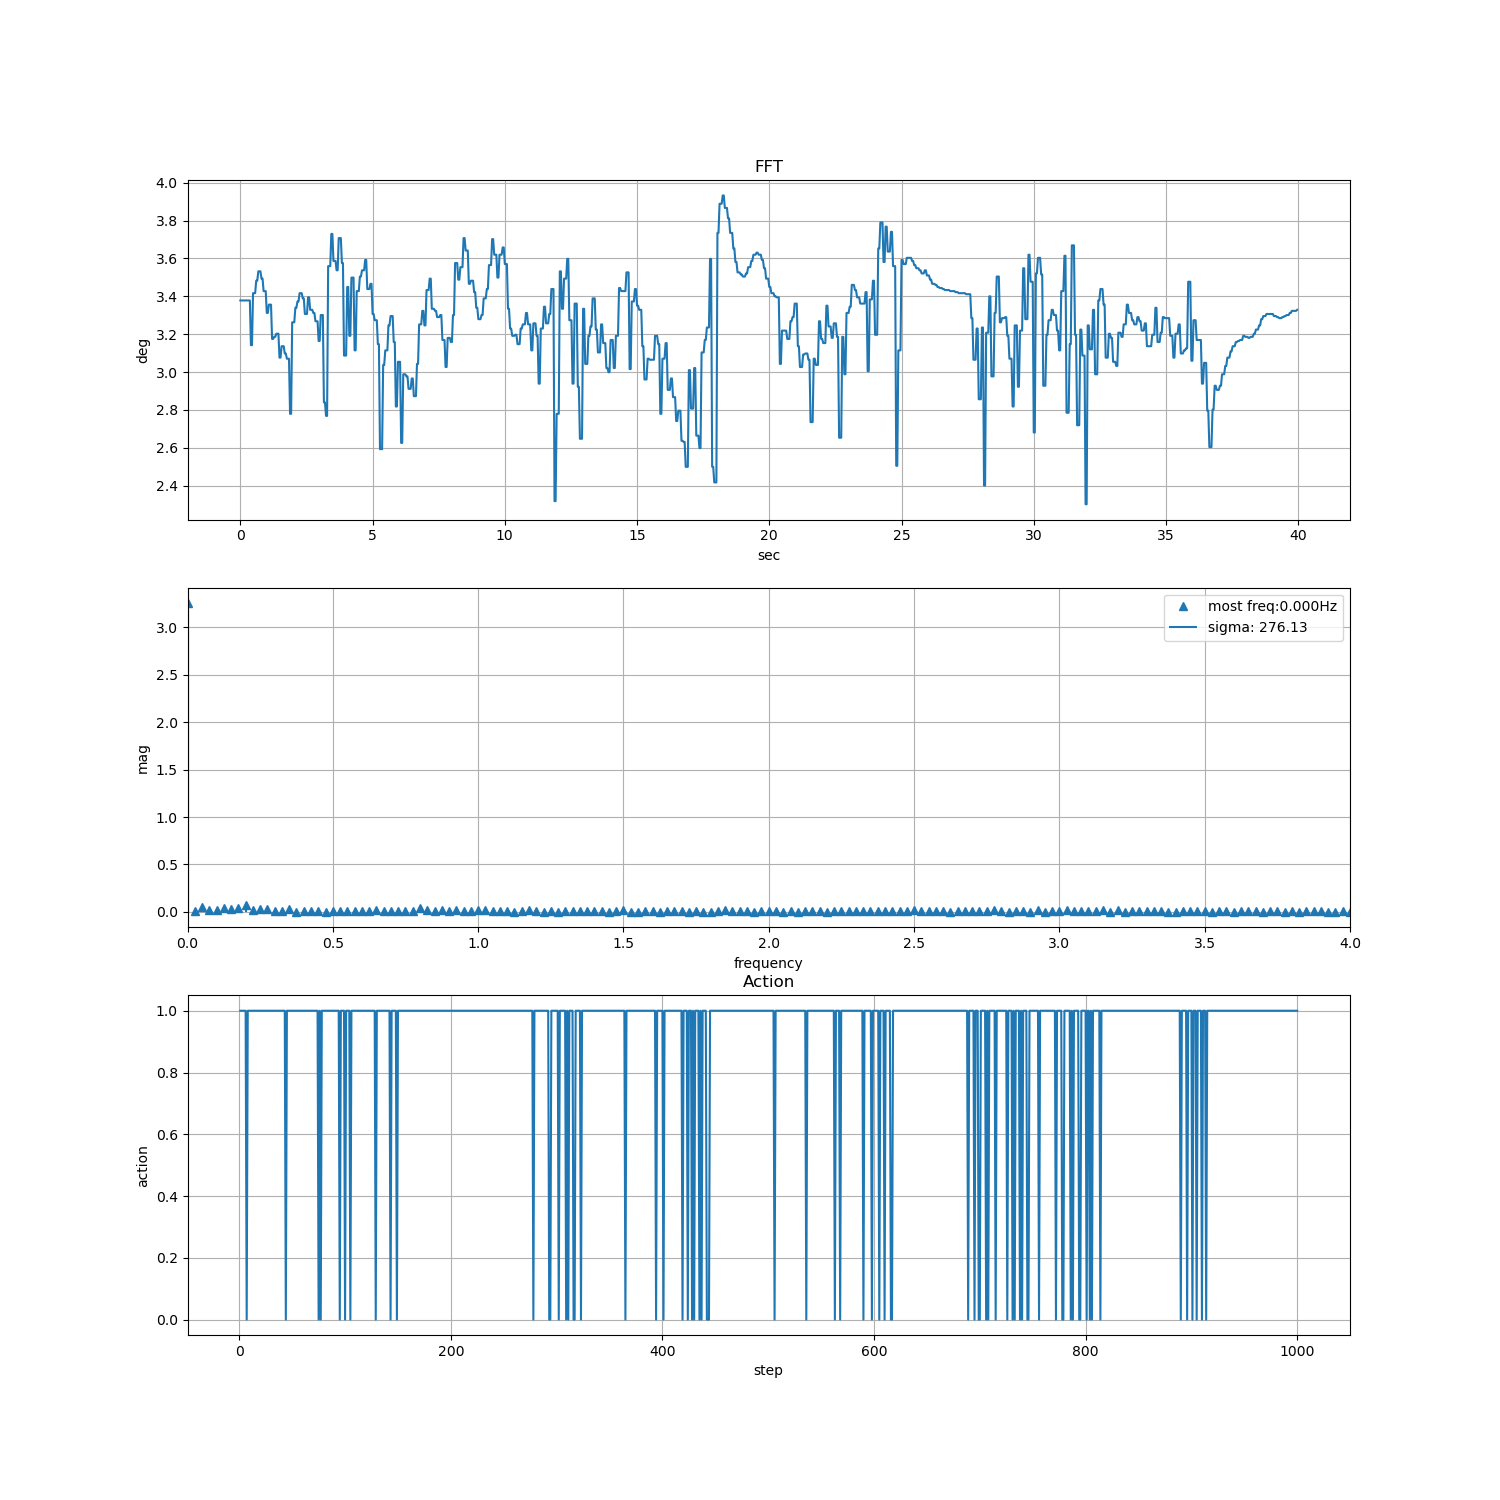 FFT
4.0
3.8
3.6
3.4
3.2
3.0
2.8
2.6
2.4
deg
0 5 10 15 20 25 30 35 40
sec
most freq:0.000Hz
sigma: 276.13
3.0
2.5
2.0
1.5
1.0
0.5
0.0
mag
0.0 0.5 1.0 1.5 2.0 2.5 3.0 3.5 4.0
frequency
Action
1.0
0.8
0.6
0.4
0.2
0.0
action
0 200 400 600 800 1000
step